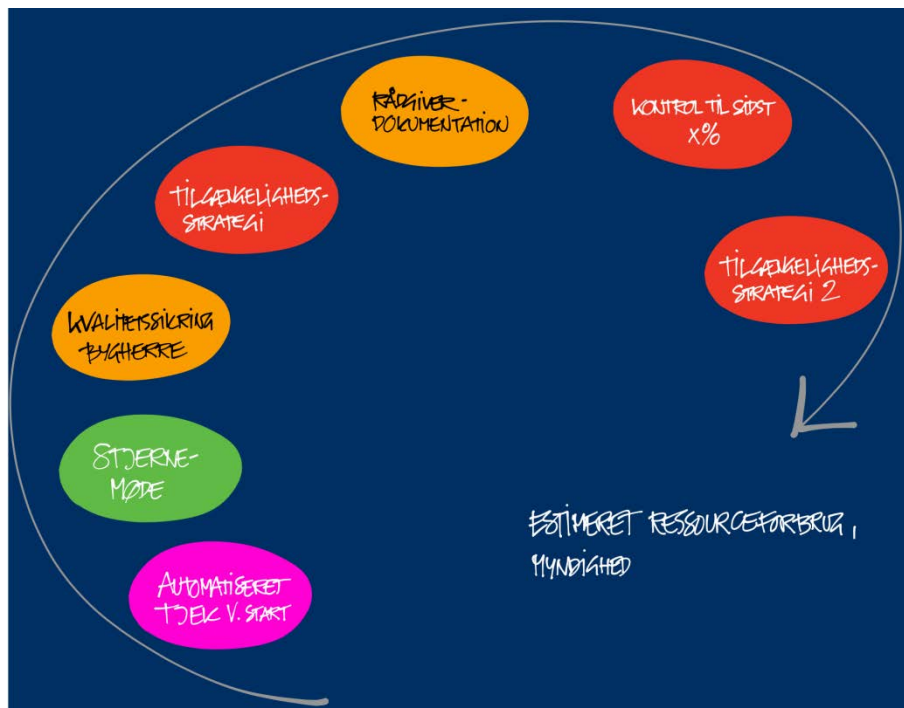 RÅDGIVER-
DOKUMENTATION
KONTROL TIL SIDST
X%
TILGÆNGELIGHEDS-
STRATEGI
TILGÆNGELIGHEDS-
STRATEGI 2
KVALITETSSIKRING
BYGHERRE
STJERNE-
MØDE
ESTIMERET RESSOURCEFORBRUG,
MYNDIGHED
AUTOMATISERET
TJEK V. START